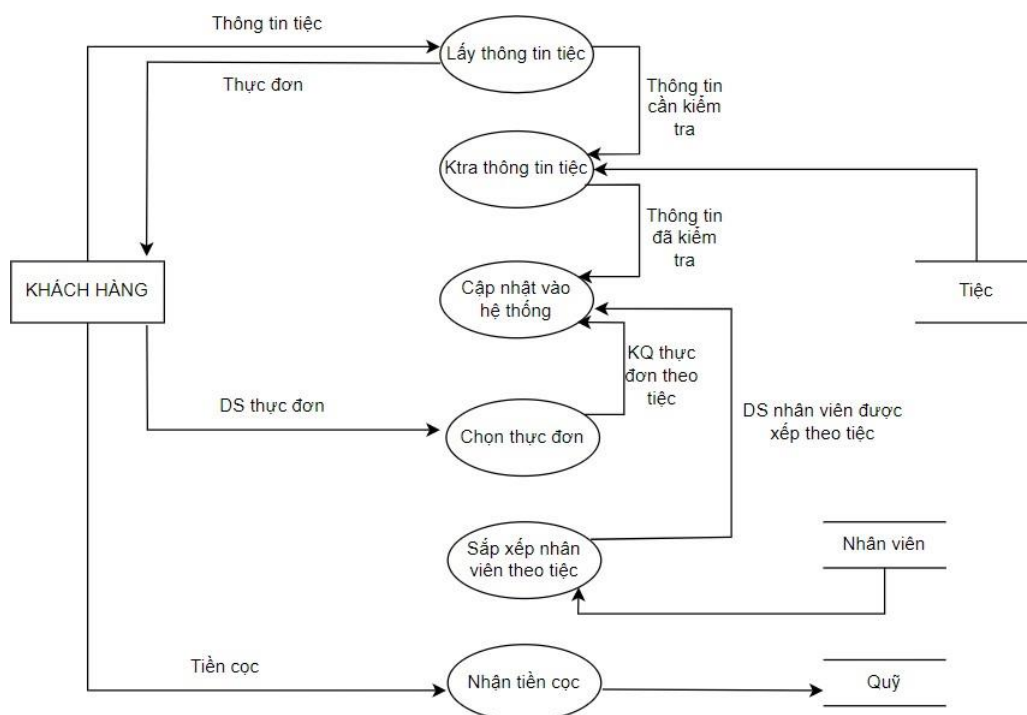 Thông tin tiệc
Lấy thông tin tiệc
Thực đơn
Thông tin
cần kiểm
tra
Ktra thông tin tiệc
Thông tin
đã kiểm
tra
KHÁCH HÀNG
Cập nhật vào
hệ thống
Tiệc
KQ thực
đơn theo
tiệc
DS thực đơn
DS nhân viên được
xếp theo tiệc
Chọn thực đơn
Sắp xếp nhân
viên theo tiệc
Nhân viên
Tiền cọc
Nhận tiền cọc
Quỹ